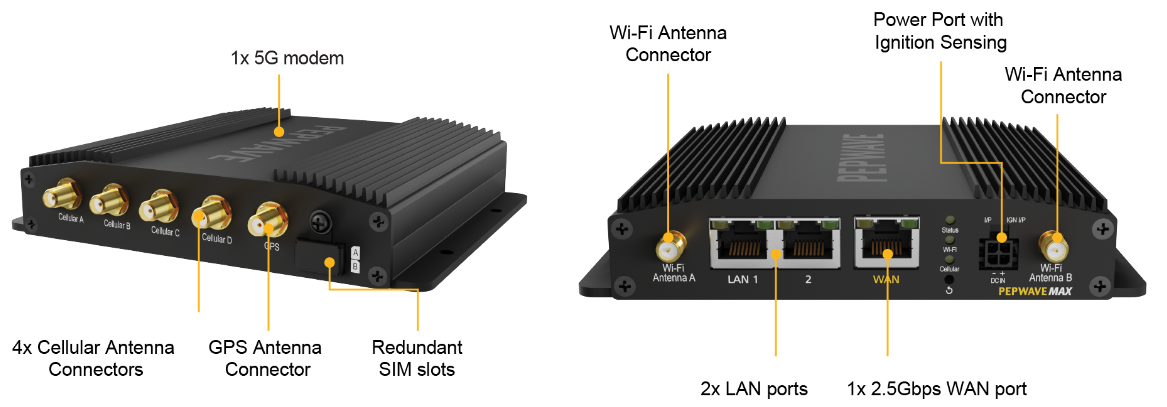 1x 5G modem
PEPWAVE
Cellular A
Cellular B
Cellular C
Cellular D
GPS
A
B
4x Cellular Antenna
Connectors
GPS Antenna
Connector
Redundant
SIM slots
Wi-Fi Antenna
Connector
Power Port with
Ignition Sensing
Wi-Fi Antenna
Connector
PEPWAVE
Wi-Fi
Antenna A
LAN 1
2
WAN
Status
Wi-Fi
Cellular
I/P
IGN I/P
− +
DC IN
Wi-Fi
Antenna B
PEPWAVE MAX
2x LAN ports
1x 2.5Gbps WAN port